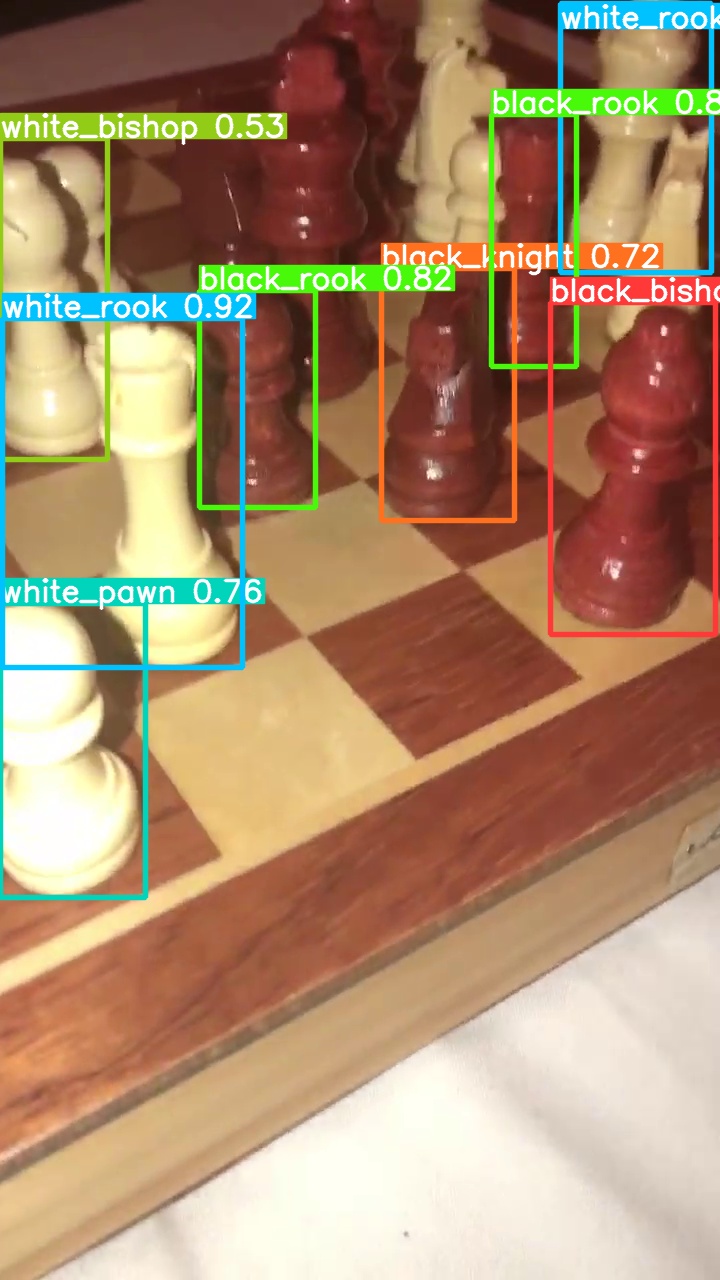 white_rook
black_rook 0.8
white_bishop 0.53
black_knight 0.72
black_rook 0.82
black_bisho
white_rook 0.92
white_pawn 0.76